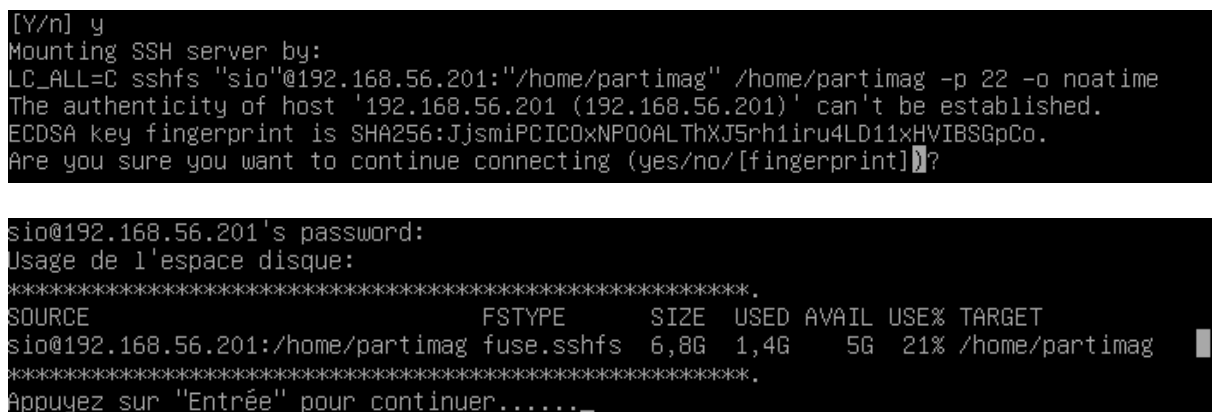 [Y/n] y
Mounting SSH server by:
LC_ALL=C sshfs "sio"@192.168.56.201:"/home/partimag" /home/partimag -p 22 -o noatime
The authenticity of host '192.168.56.201 (192.168.56.201)' can't be established.
ECDSA key fingerprint is SHA256:JjsmiPCICOxNPO0ALThXJ5rh1iru4LD11xHVIBSGpCo.
Are you sure you want to continue connecting (yes/no/[fingerprint])?
sio@192.168.56.201's password:
Usage de l'espace disque:
*****************************************************.
SOURCE FSTYPE SIZE USED AVAIL USE% TARGET
sio@192.168.56.201:/home/partimag fuse.sshfs 6,8G 1,4G 5G 21% /home/partimag
*****************************************************.
Appuyez sur "Entrée" pour continuer......_